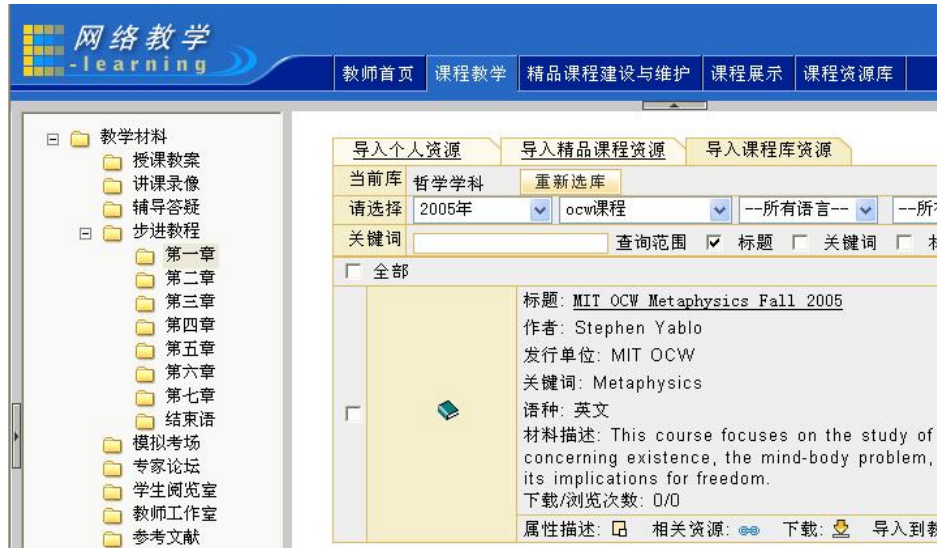 网络教学
-learning
教师首页 课程教学 精品课程建设与维护 课程展示 课程资源库
教学材料
授课教案
讲课录像
辅导答疑
步进教程
第一章
第二章
第三章
第四章
第五章
第六章
第七章
结束语
模拟考场
专家论坛
学生阅览室
教师工作室
参考文献
导入个人资源 导入精品课程资源 导入课程库资源
当前库 哲学学科 重新选库
请选择 2005年 ocw课程 --所有语言-- --所
关键词 查询范围 标题 关键词
全部
标题: MIT OCW Metaphysics Fall 2005
作者: Stephen Yablo
发行单位: MIT OCW
关键词: Metaphysics
语种: 英文
材料描述: This course focuses on the study of
concerning existence, the mind-body problem,
its implications for freedom.
下载/浏览次数: 0/0
属性描述: 相关资源: 下载: 导入到